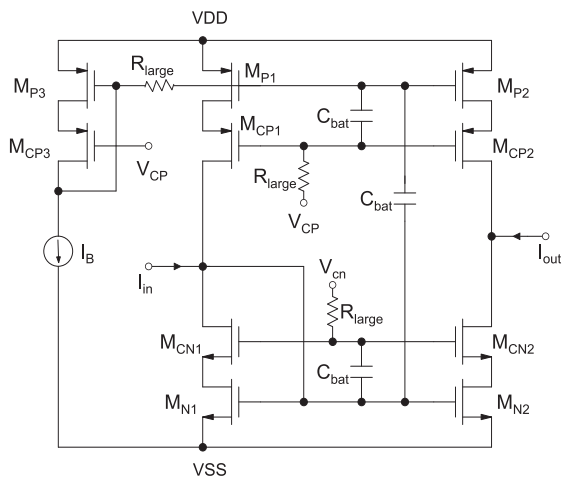 VDD
R_large
M_P1
M_P3
M_P2
C_bat
M_CP1
M_CP3
M_CP2
V_CP
R_large
C_bat
V_CP
I_B
I_out
V_cn
I_in
R_large
M_CN1
M_CN2
C_bat
M_N1
M_N2
VSS